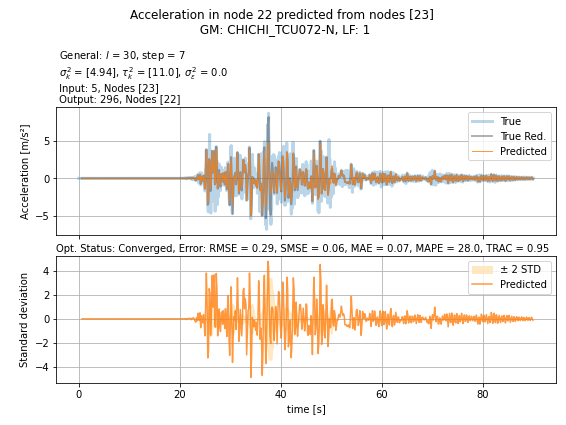 Acceleration in node 22 predicted from nodes [23]
GM: CHICHI_TCU072-N, LF: 1
General: l = 30, step = 7
σ²ₖ = [4.94], τ²ₖ = [11.0], σ²ε = 0.0
Input: 5, Nodes [23]
Output: 296, Nodes [22]
Acceleration [m/s²]
5
0
−5
True
True Red.
Predicted
Opt. Status: Converged, Error: RMSE = 0.29, SMSE = 0.06, MAE = 0.07, MAPE = 28.0, TRAC = 0.95
Standard deviation
4
2
0
−2
−4
± 2 STD
Predicted
0 20 40 60 80
time [s]